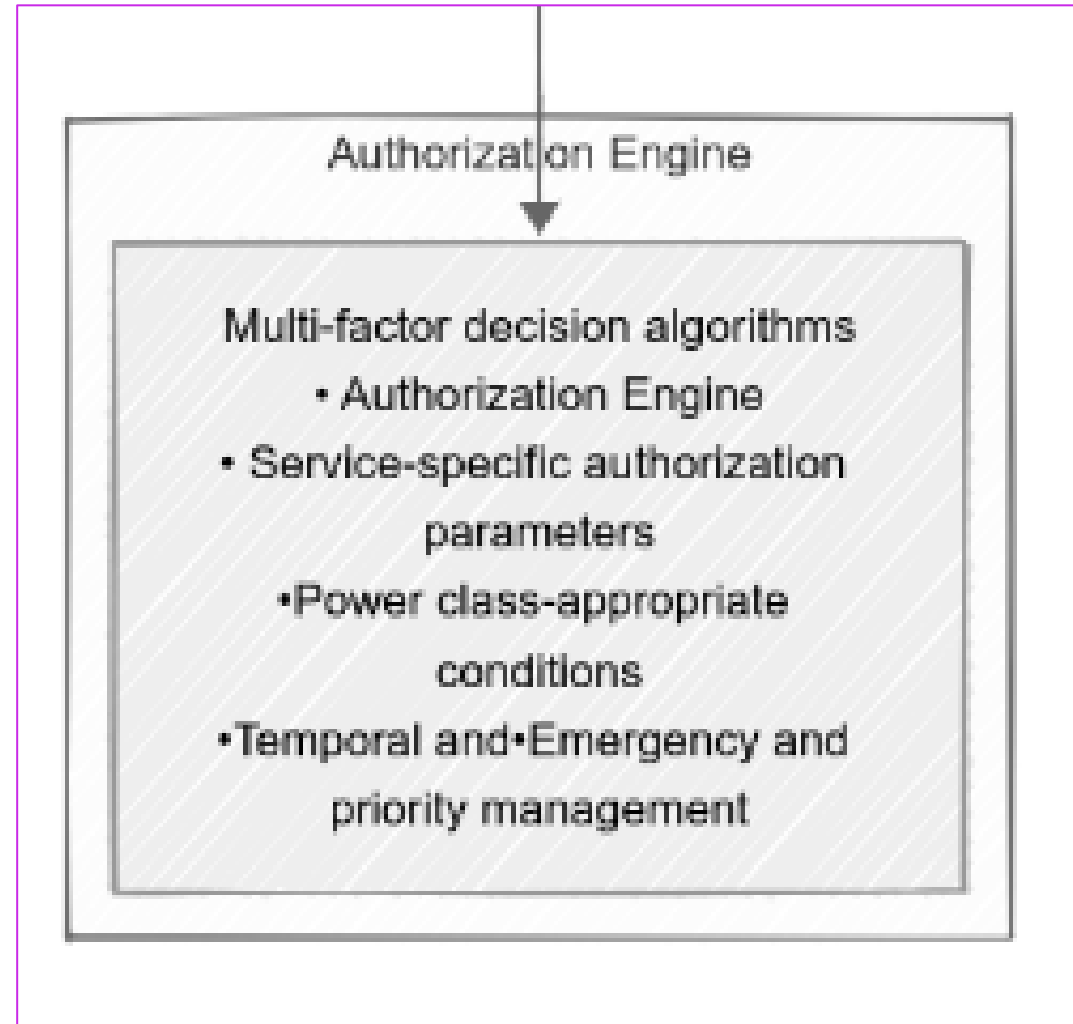 Authorization Engine
Multi-factor decision algorithms
• Authorization Engine
• Service-specific authorization
parameters
•Power class-appropriate
conditions
•Temporal and•Emergency and
priority management